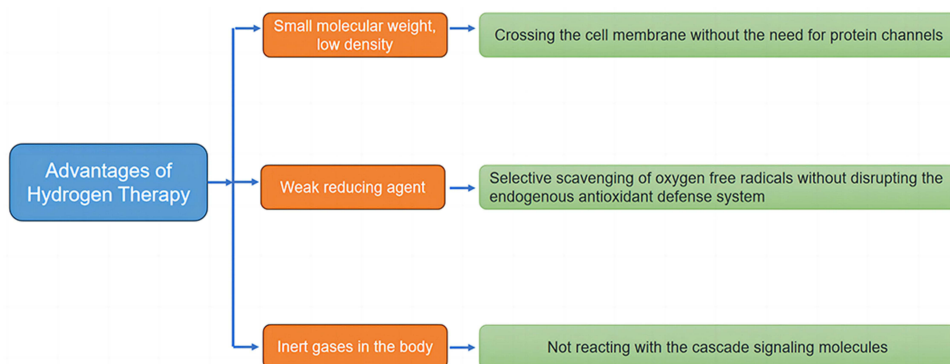 Small molecular weight,
low density
Crossing the cell membrane without the need for protein channels
Advantages of
Hydrogen Therapy
Weak reducing agent
Selective scavenging of oxygen free radicals without disrupting the
endogenous antioxidant defense system
Inert gases in the body
Not reacting with the cascade signaling molecules